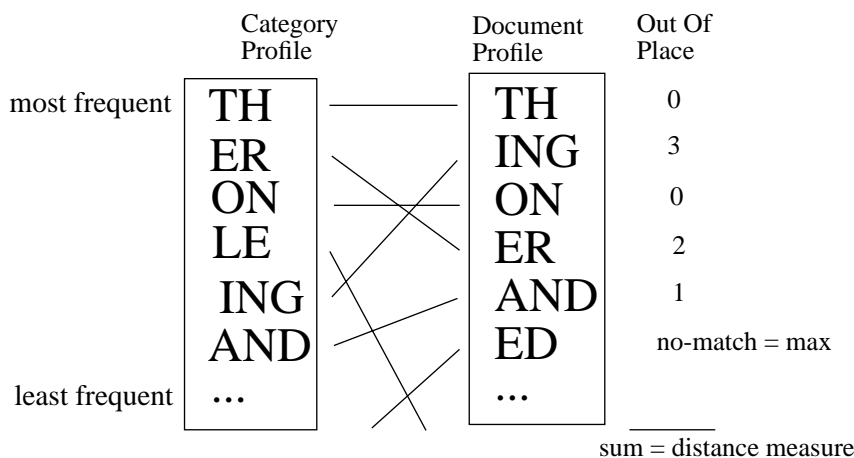 Category Profile
Document Profile
Out Of Place
most frequent TH TH 0
ER ING 3
ON ON 0
LE ER 2
ING AND 1
AND ED no-match = max
least frequent ... ...
sum = distance measure